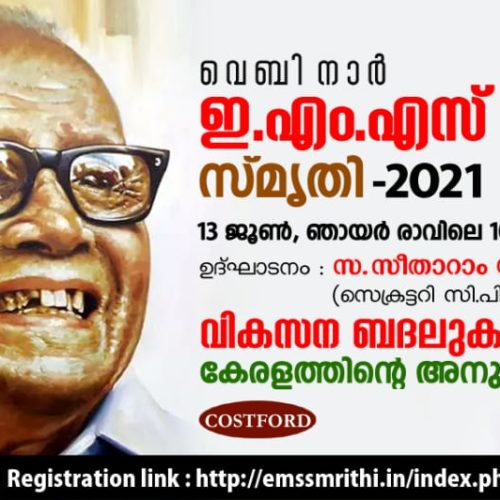 വെബിനാർ
ഇ.എം.എസ്
സ്മൃതി -2021
13 ജൂൺ, ഞായർ രാവിലെ
ഉദ്ഘാടനം : സ.സീതാറാം
(സെക്രട്ടറി സി.പി
വികസന ബദലുക
കേരളത്തിന്റെ അനു
COSTFORD
Registration link : http://emssmrithi.in/index.ph